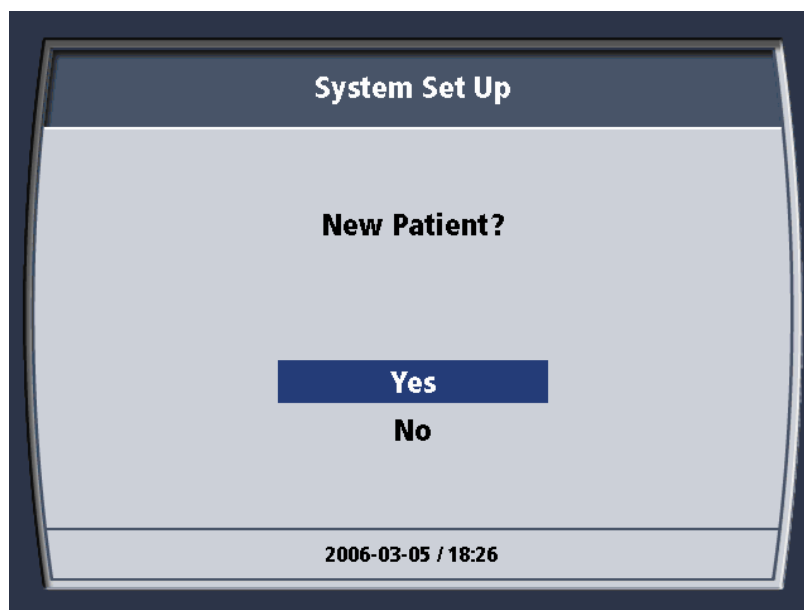 System Set Up
New Patient?
Yes
No
2006-03-05 / 18:26